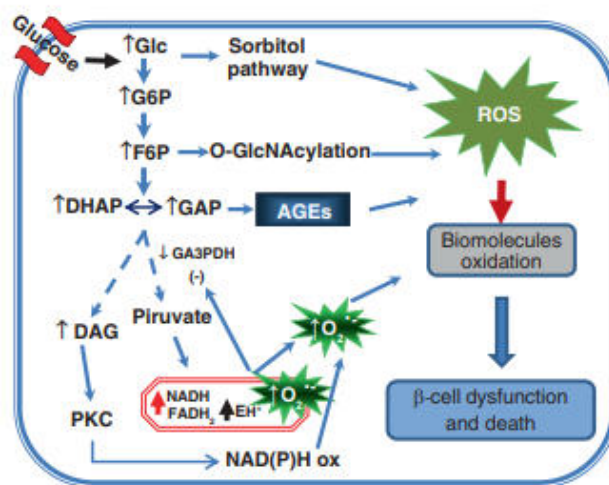 Glucose
↑Glc
Sorbitol
pathway
↑G6P
ROS
↑F6P
O-GlcNAcylation
↑DHAP
↑GAP
AGEs
Biomolecules
oxidation
↓ GA3PDH
(-)
↑ DAG
Piruvate
↑O₂·⁻
↑NADH
FADH₂
↑EH⁺
↑O₂·⁻
β-cell dysfunction
and death
PKC
NAD(P)H ox